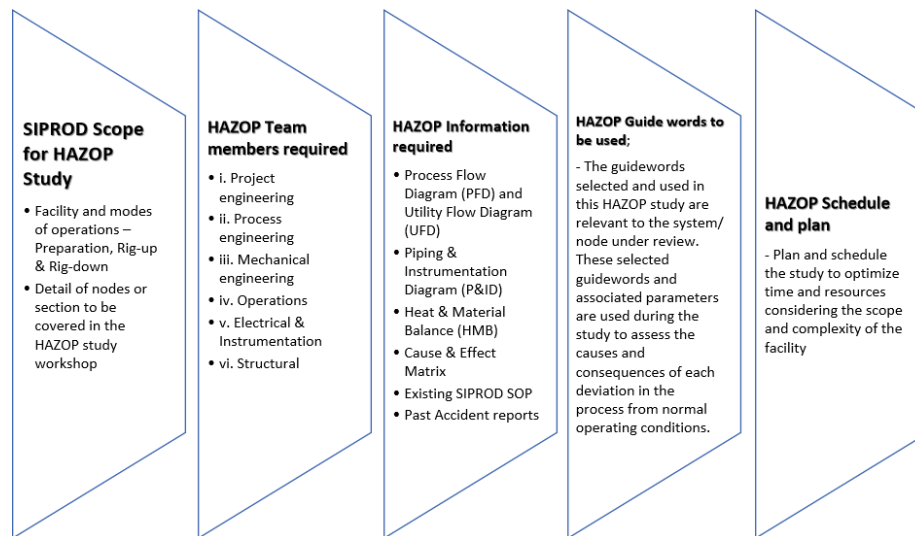 SIPROD Scope
for HAZOP
Study
• Facility and modes
of operations –
Preparation, Rig-up
& Rig-down
• Detail of nodes or
section to be
covered in the
HAZOP study
workshop
HAZOP Team
members required
• i. Project
engineering
• ii. Process
engineering
• iii. Mechanical
engineering
• iv. Operations
• v. Electrical &
Instrumentation
• vi. Structural
HAZOP Information
required
• Process Flow
Diagram (PFD) and
Utility Flow Diagram
(UFD)
• Piping &
Instrumentation
Diagram (P&ID)
• Heat & Material
Balance (HMB)
• Cause & Effect
Matrix
• Existing SIPROD SOP
• Past Accident reports
HAZOP Guide words to
be used;
- The guidewords
selected and used in
this HAZOP study are
relevant to the system/
node under review.
These selected
guidewords and
associated parameters
are used during the
study to assess the
causes and
consequences of each
deviation in the
process from normal
operating conditions.
HAZOP Schedule
and plan
- Plan and schedule
the study to optimize
time and resources
considering the scope
and complexity of the
facility